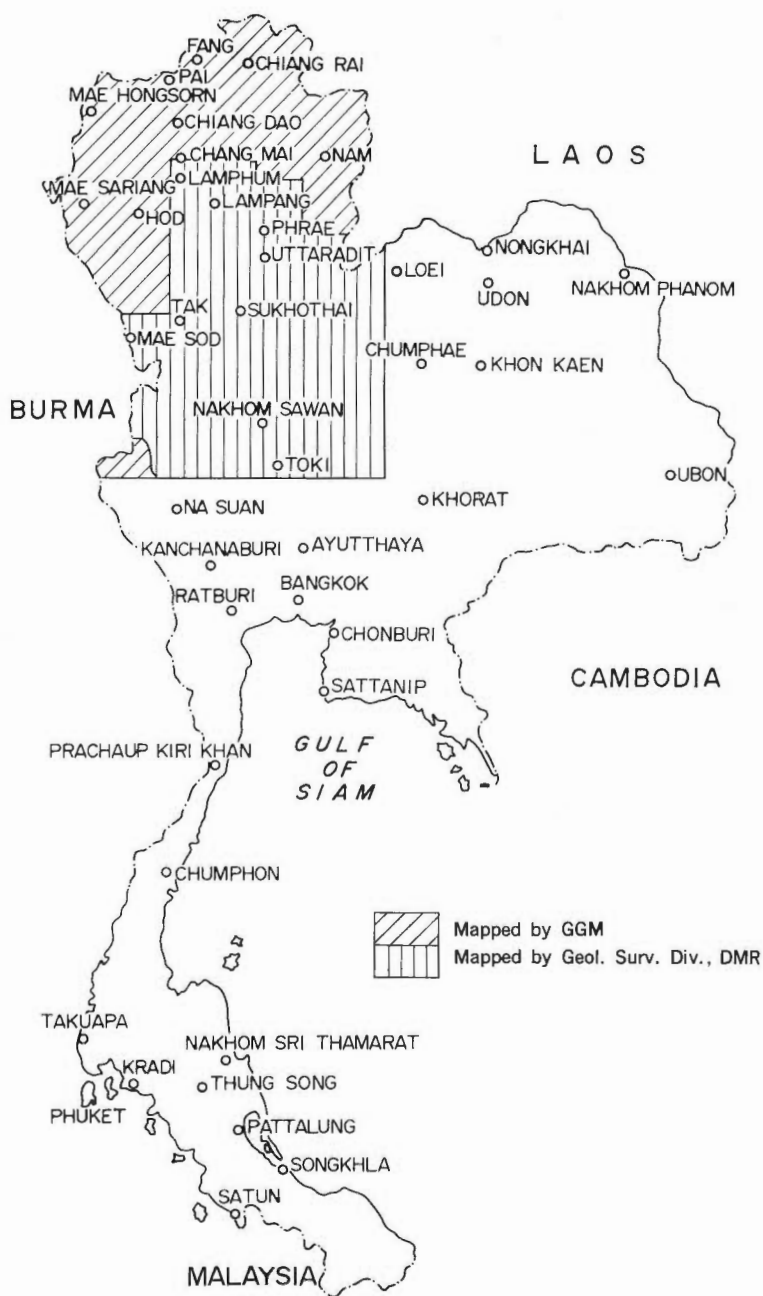 FANG
CHIANG RAI
PAI
MAE HONGSORN
CHIANG DAO
CHANG MAI
NAM
LAOS
LAMPHUM
MAE SARIANG
LAMPANG
HOD
PHRAE
NONGKHAI
UTTARADIT
LOEI
NAKHOM PHANOM
UDON
TAK
SUKHOTHAI
MAE SOD
CHUMPHAE
KHON KAEN
BURMA
NAKHOM SAWAN
TOKI
UBON
KHORAT
NA SUAN
KANCHANABURI
AYUTTHAYA
RATBURI
BANGKOK
CHONBURI
CAMBODIA
SATTANIP
PRACHAUP KIRI KHAN
GULF
OF
SIAM
CHUMPHON
Mapped by GGM
Mapped by Geol. Surv. Div., DMR
TAKUAPA
NAKHOM SRI THAMARAT
KRADI
THUNG SONG
PHUKET
PATTALUNG
SONGKHLA
SATUN
MALAYSIA